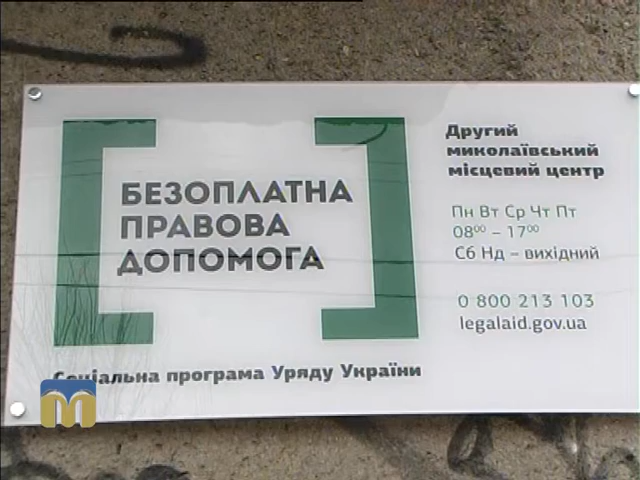 БЕЗОПЛАТНА
ПРАВОВА
ДОПОМОГА
Соціальна програма Уряду України
Другий
миколаївський
місцевий центр
Пн Вт Ср Чт Пт
08⁰⁰ – 17⁰⁰
Сб Нд – вихідний
0 800 213 103
legalaid.gov.ua